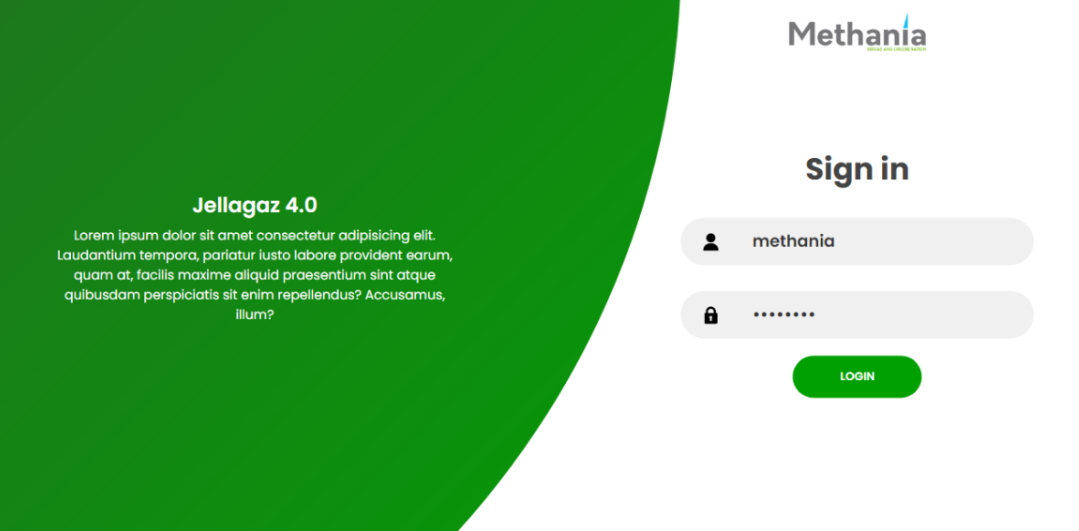 Methania
Sign in
methania
••••••••
LOGIN
Jellagaz 4.0
Lorem ipsum dolor sit amet consectetur adipisicing elit.
Laudantium tempora, pariatur iusto labore provident earum,
quam at, facilis maxime aliquid praesentium sint atque
quibusdam perspiciatis sit enim repellendus? Accusamus,
illum?